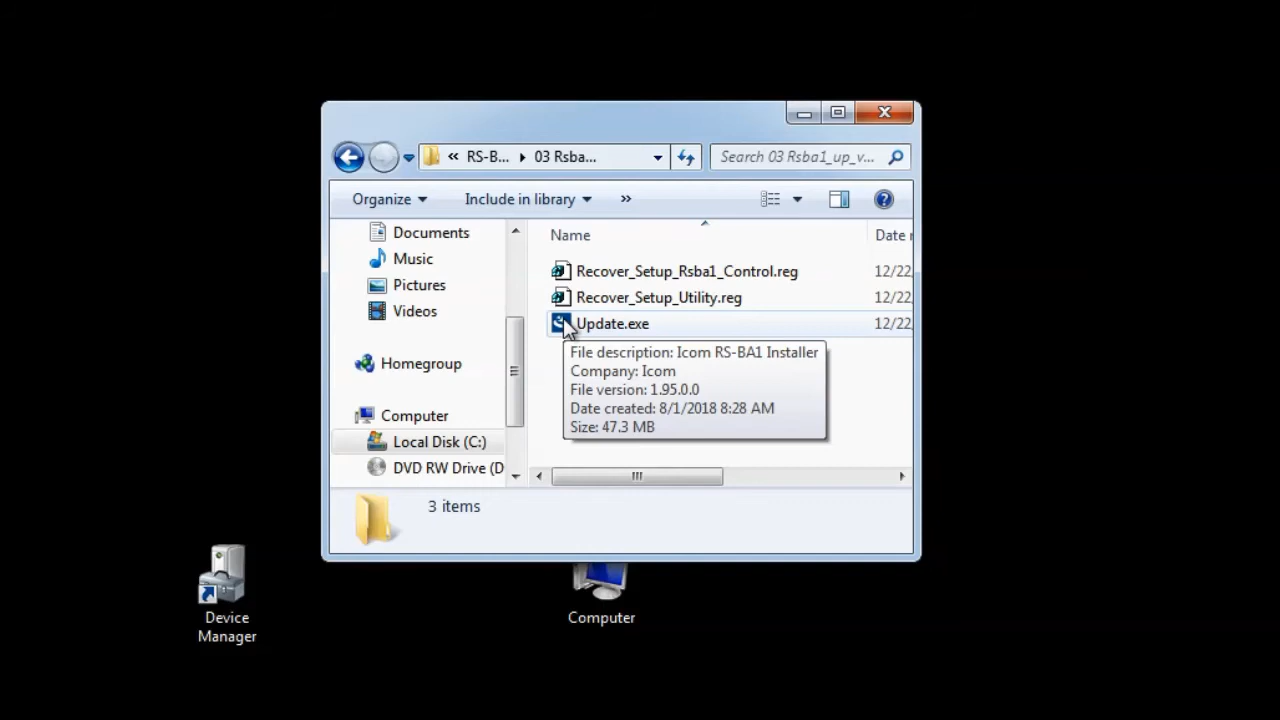 « RS-B... ▸ 03 Rsba...
Search 03 Rsba1_up_v...
Organize
Include in library
»
Documents
Music
Pictures
Videos
Homegroup
Computer
Local Disk (C:)
DVD RW Drive (D
Name
Date r
Recover_Setup_Rsba1_Control.reg
12/22
Recover_Setup_Utility.reg
12/22
Update.exe
12/22
File description: Icom RS-BA1 Installer
Company: Icom
File version: 1.95.0.0
Date created: 8/1/2018 8:28 AM
Size: 47.3 MB
3 items
Device
Manager
Computer